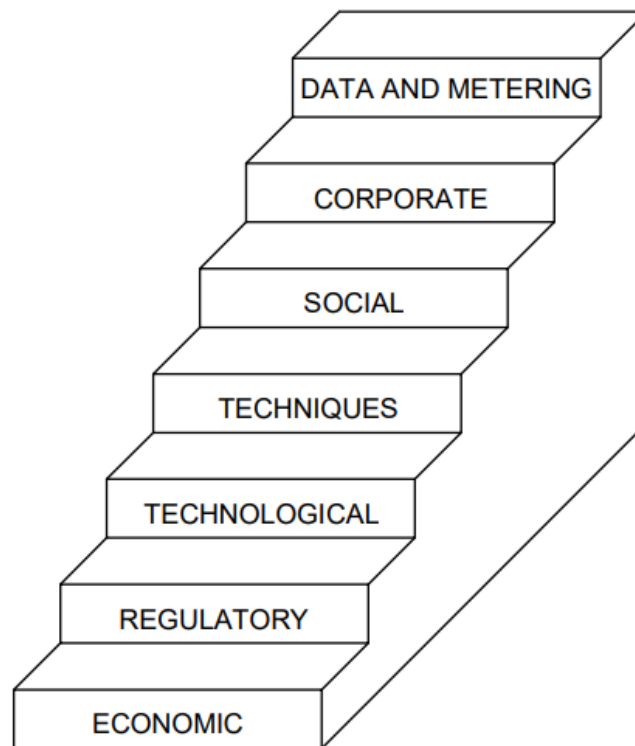 DATA AND METERING
CORPORATE
SOCIAL
TECHNIQUES
TECHNOLOGICAL
REGULATORY
ECONOMIC